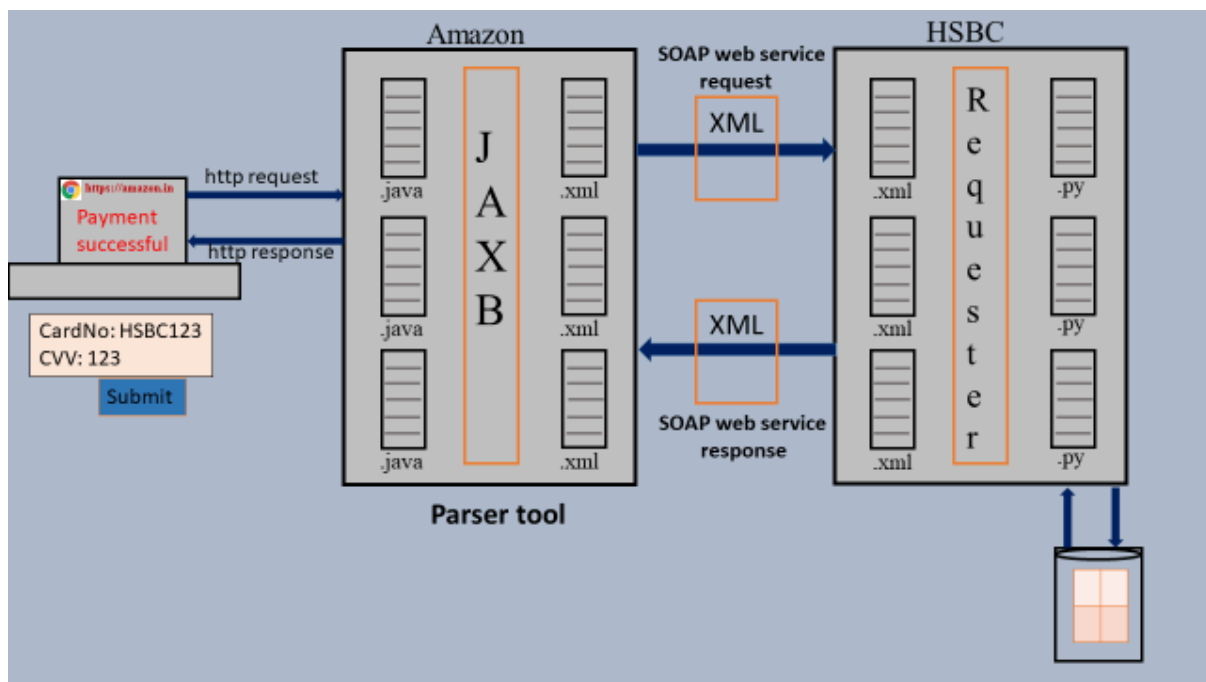 Amazon
HSBC
SOAP web service
request
XML
JAXB
Requester
.java
.xml
.xml
.py
http request
https://amazon.in
Payment
successful
http response
.java
.xml
.xml
.py
CardNo: HSBC123
CVV: 123
Submit
XML
SOAP web service
response
.java
.xml
.xml
.py
Parser tool